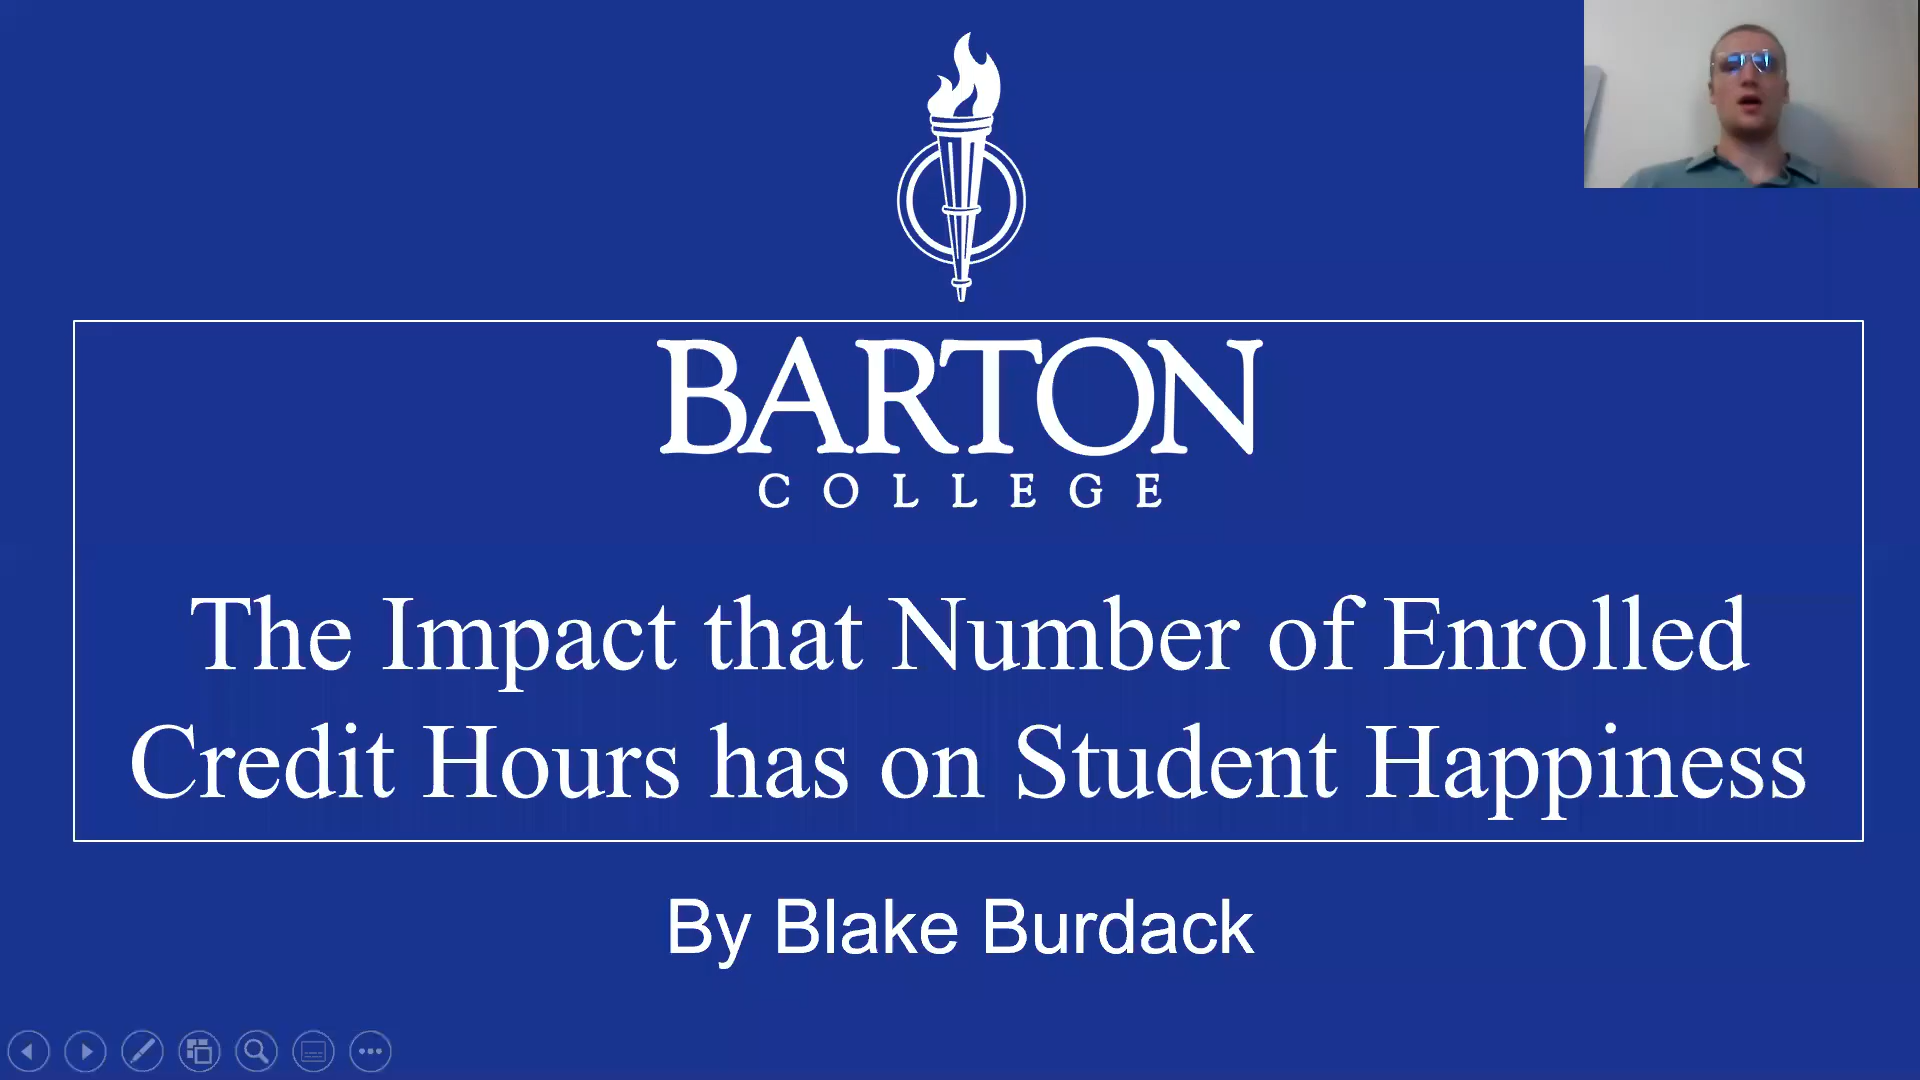 BARTON
COLLEGE
The Impact that Number of Enrolled
Credit Hours has on Student Happiness
By Blake Burdack